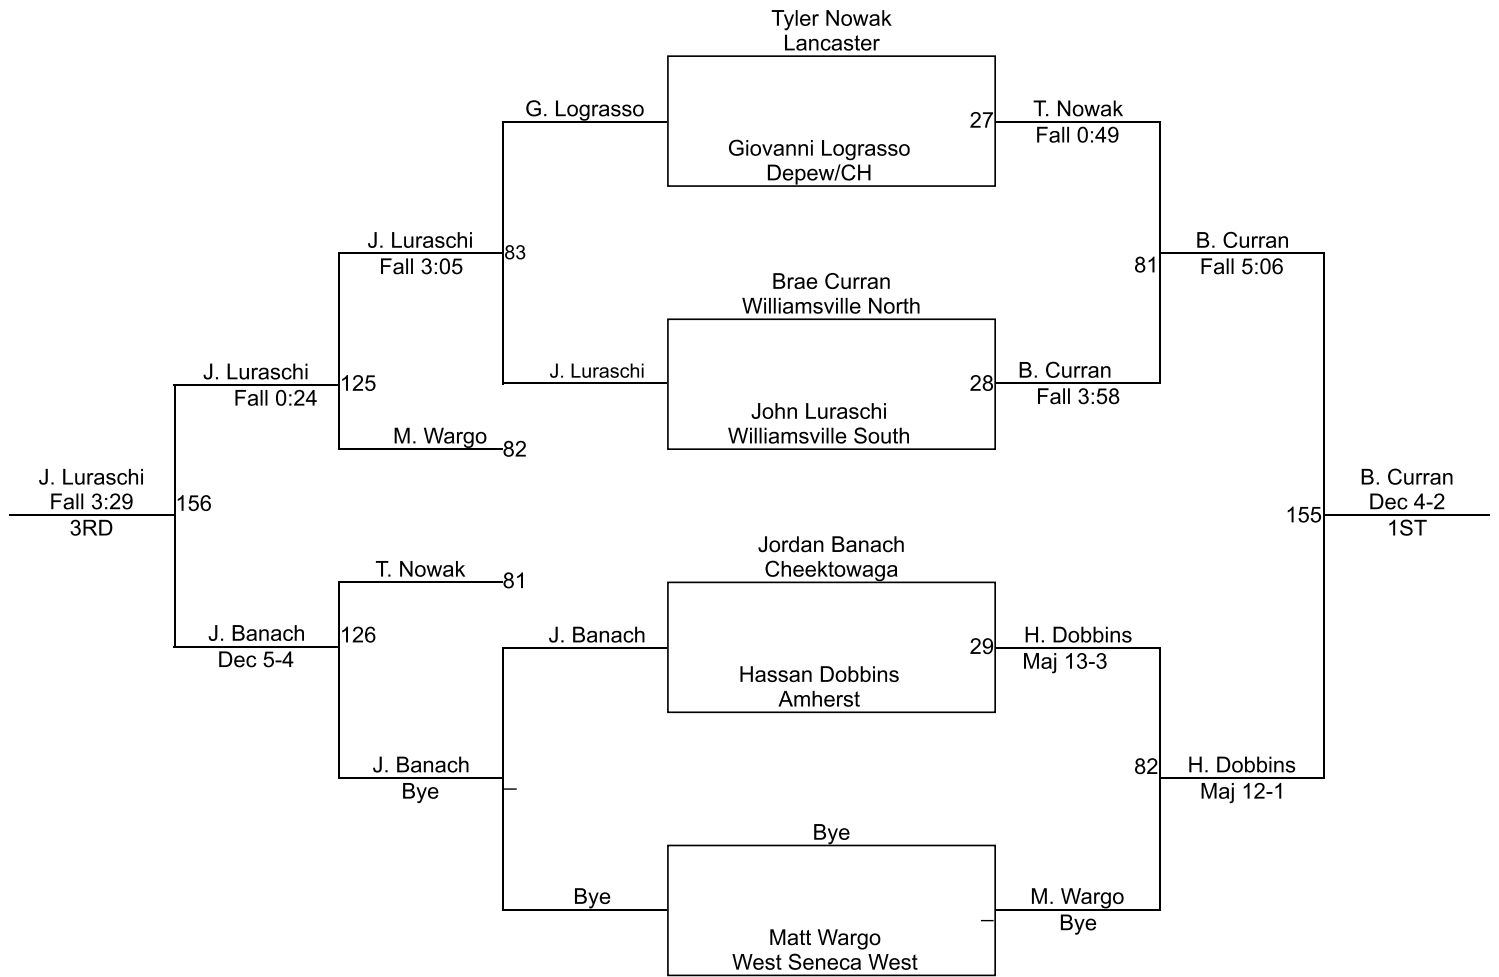 Tyler Nowak
Lancaster
G. Lograsso
27
T. Nowak
Fall 0:49
Giovanni Lograsso
Depew/CH
J. Luraschi
Fall 3:05
83
B. Curran
Fall 5:06
81
Brae Curran
Williamsville North
J. Luraschi
Fall 0:24
125
J. Luraschi
28
B. Curran
Fall 3:58
John Luraschi
Williamsville South
M. Wargo
82
J. Luraschi
Fall 3:29
3RD
156
155
B. Curran
Dec 4-2
1ST
Jordan Banach
Cheektowaga
T. Nowak
81
J. Banach
Dec 5-4
126
J. Banach
29
H. Dobbins
Maj 13-3
Hassan Dobbins
Amherst
J. Banach
Bye
82
H. Dobbins
Maj 12-1
Bye
Bye
M. Wargo
Bye
Matt Wargo
West Seneca West